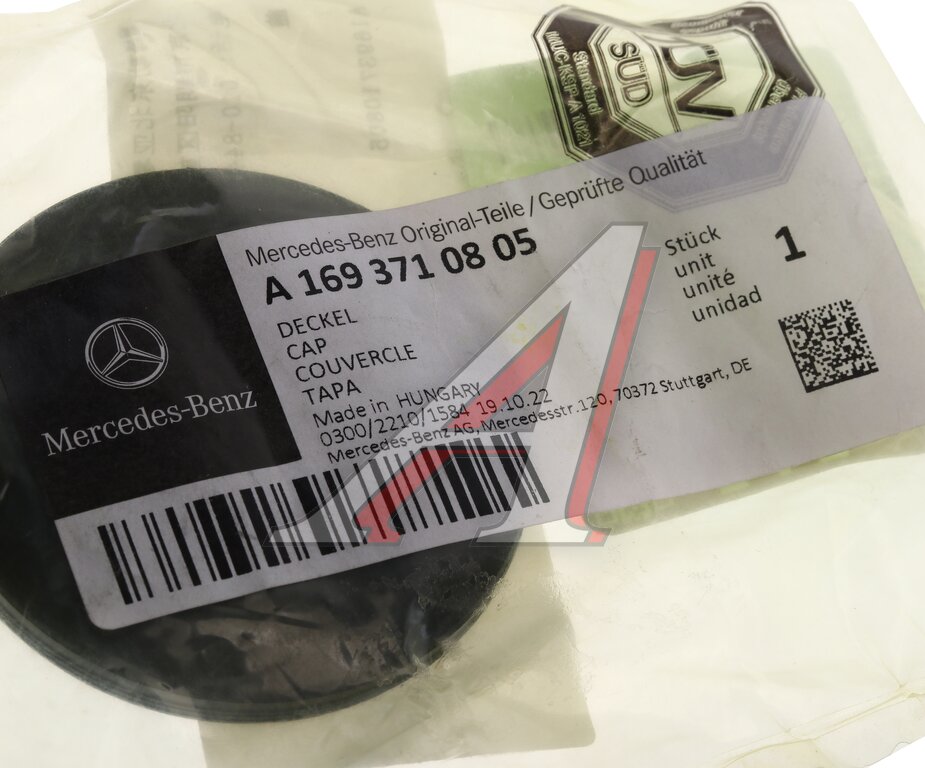 TÜV
SÜD
Standard
Mercedes-Benz Original-Teile / Geprüfte Qualität
A 169 371 08 05
Stück
unit
unité
unidad
1
DECKEL
CAP
COUVERCLE
TAPA
Made in HUNGARY
0300/2210/1584 19.10.22
Mercedes-Benz AG, Mercedesstr.120, 70372 Stuttgart, DE
Mercedes-Benz